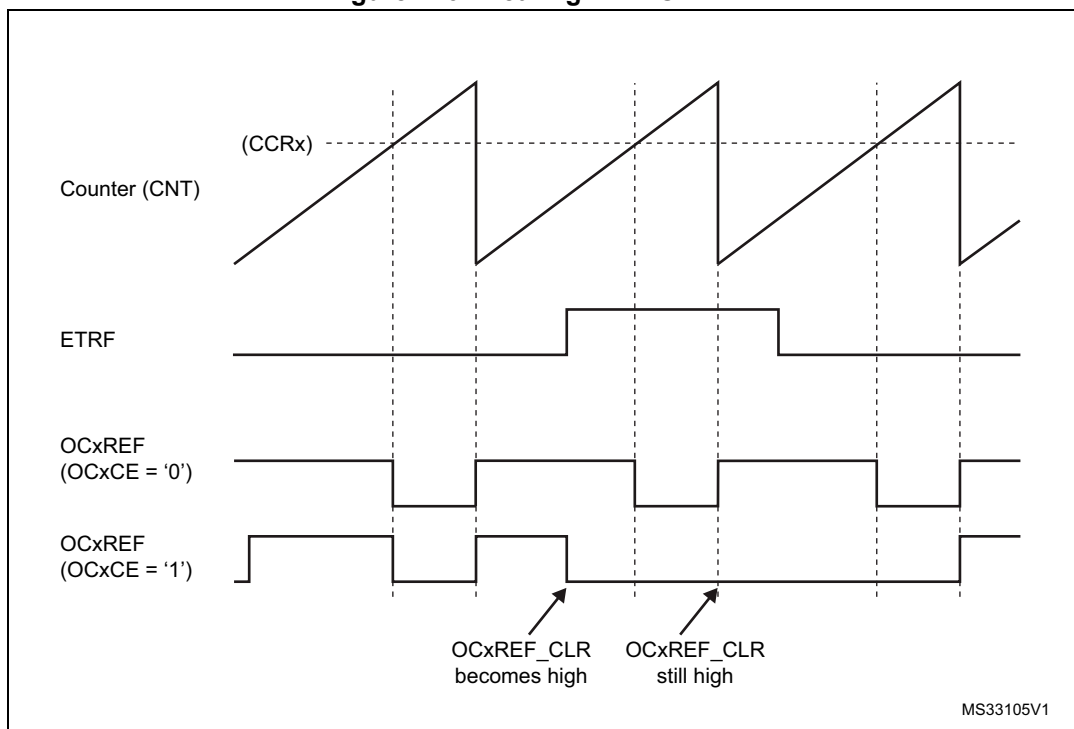 (CCRx)
Counter (CNT)
ETRF
OCxREF
(OCxCE = ‘0’)
OCxREF
(OCxCE = ‘1’)
OCxREF_CLR
becomes high
OCxREF_CLR
still high
MS33105V1